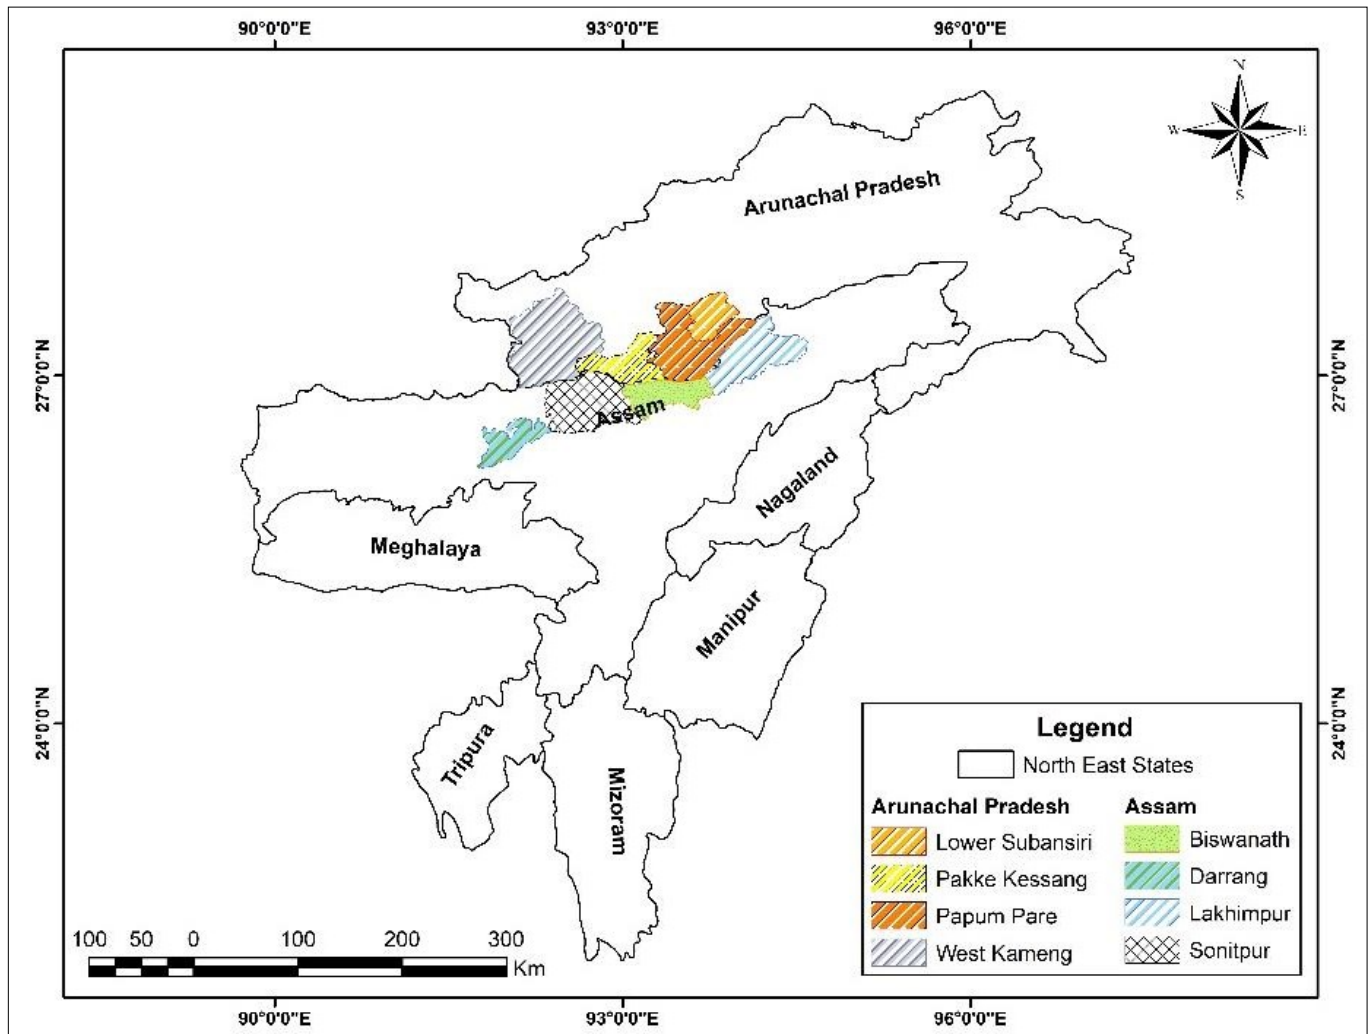 90°0'0"E 93°0'0"E 96°0'0"E
N
W E
S
Arunachal Pradesh
27°0'0"N 27°0'0"N
Assam
Nagaland
Meghalaya
Manipur
24°0'0"N 24°0'0"N
Tripura
Mizoram
Legend
North East States
Arunachal Pradesh Assam
Lower Subansiri Biswanath
Pakke Kessang Darrang
Papum Pare Lakhimpur
West Kameng Sonitpur
100 50 0 100 200 300
Km
90°0'0"E 93°0'0"E 96°0'0"E